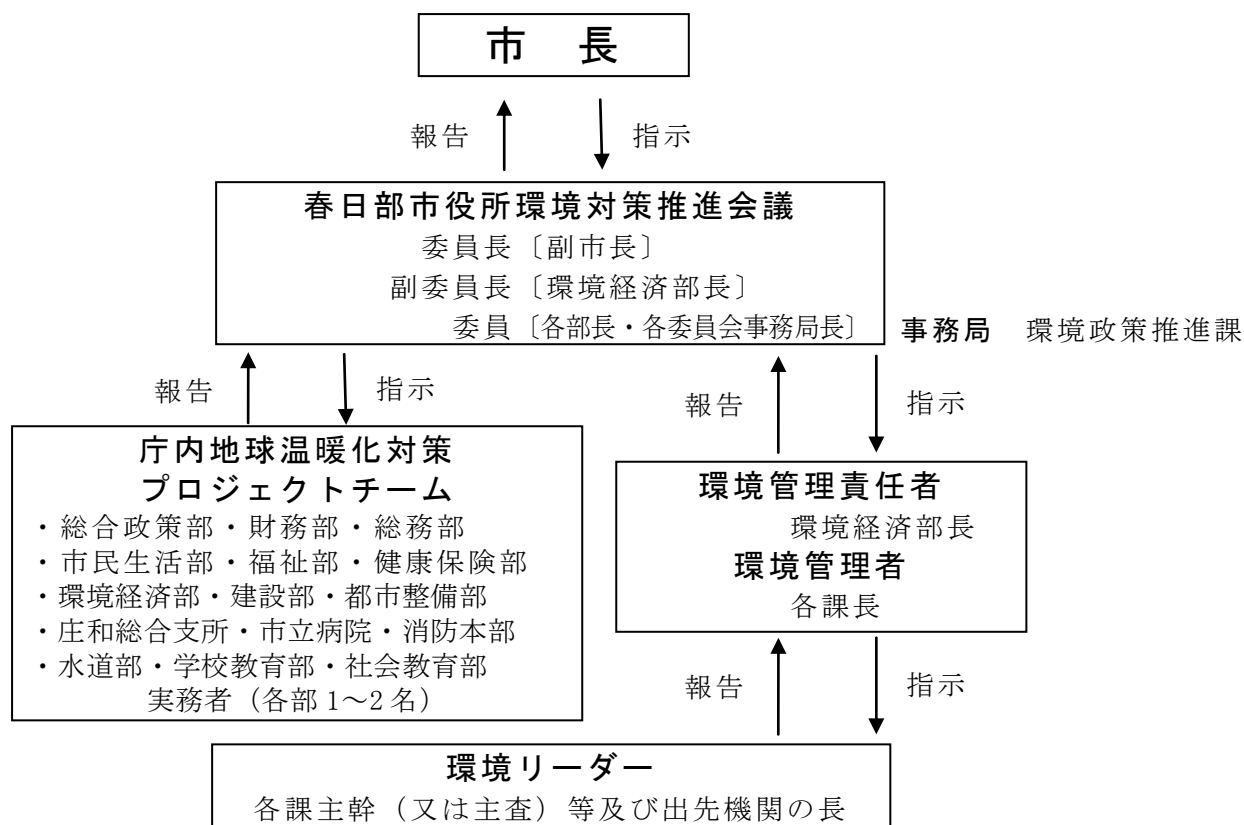 市　長
報告
指示
春日部市役所環境対策推進会議
委員長〔副市長〕
副委員長〔環境経済部長〕
委員〔各部長・各委員会事務局長〕
事務局　環境政策推進課
報告
指示
報告
指示
庁内地球温暖化対策
プロジェクトチーム
・総合政策部・財務部・総務部
・市民生活部・福祉部・健康保険部
・環境経済部・建設部・都市整備部
・庄和総合支所・市立病院・消防本部
・水道部・学校教育部・社会教育部
実務者（各部 1～2 名）
環境管理責任者
環境経済部長
環境管理者
各課長
報告
指示
環境リーダー
各課主幹（又は主査）等及び出先機関の長